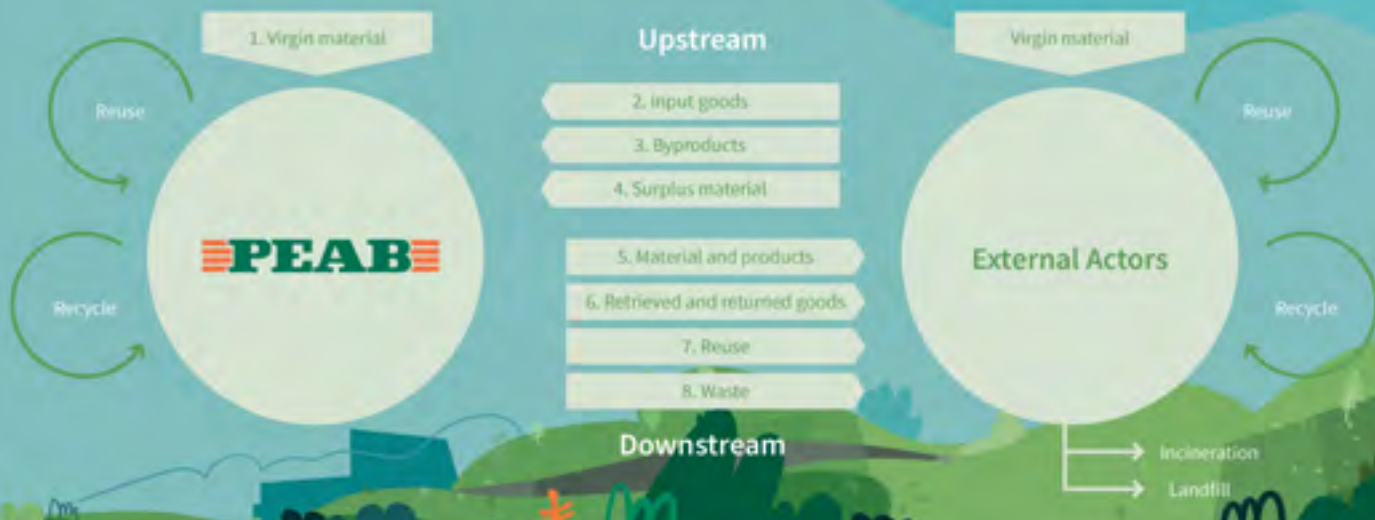 1. Virgin material
Upstream
Virgin material
2. Input goods
3. Byproducts
4. Surplus material
Reuse
Reuse
PEAB
External Actors
5. Material and products
6. Retrieved and returned goods
7. Reuse
8. Waste
Recycle
Recycle
Downstream
Incineration
Landfill